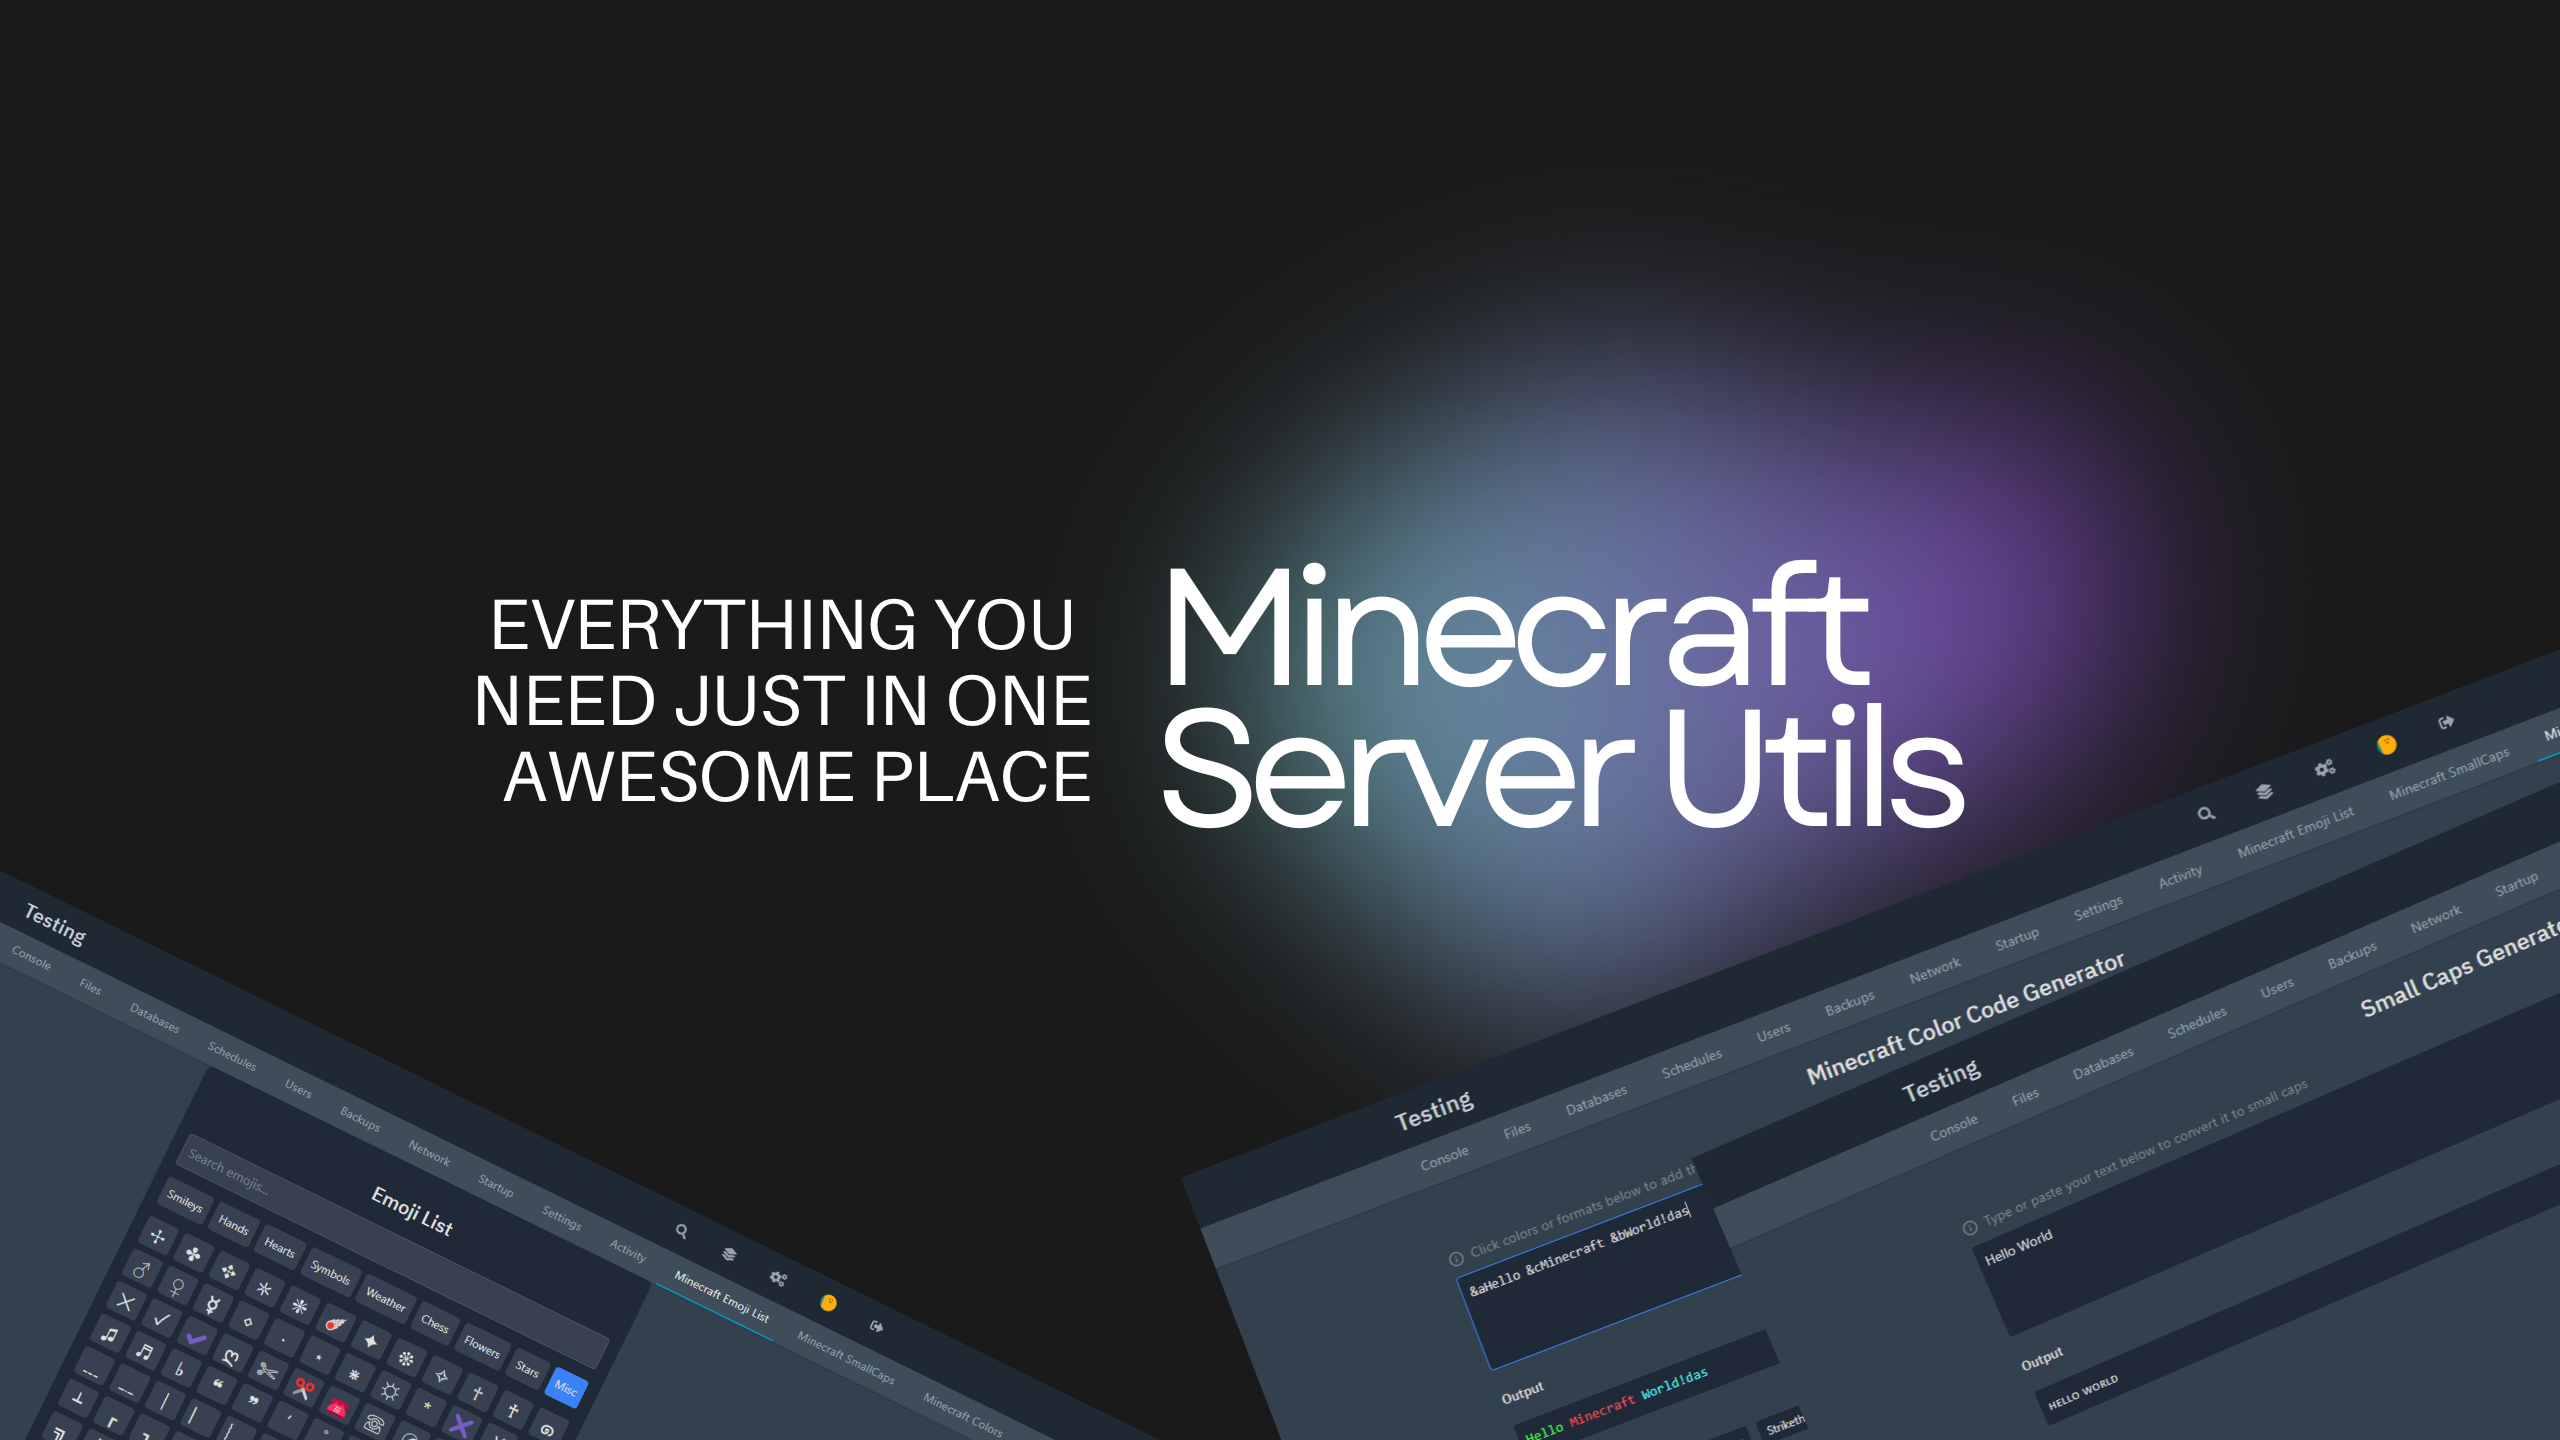 EVERYTHING YOU
NEED JUST IN ONE
AWESOME PLACE
Minecraft
Server Utils
Testing
Console
Files
Databases
Schedules
Users
Backups
Network
Startup
Settings
Activity
Minecraft Emoji List
Minecraft SmallCaps
Minecraft Colors
Emoji List
Search emojis...
Smileys
Hands
Hearts
Symbols
Weather
Chess
Flowers
Stars
Misc
Testing
Console
Files
Databases
Schedules
Users
Backups
Network
Startup
Settings
Activity
Minecraft Emoji List
Minecraft SmallCaps
Minecraft Color Code Generator
Click colors or formats below to add
&aHello &cMinecraft &bWorld!das
Output
Hello Minecraft World!das
Testing
Console
Files
Databases
Schedules
Users
Backups
Network
Startup
Small Caps
Type or paste your text below to convert it to small caps
Hello World
Output
ʜᴇʟʟᴏ ᴡᴏʀʟᴅ